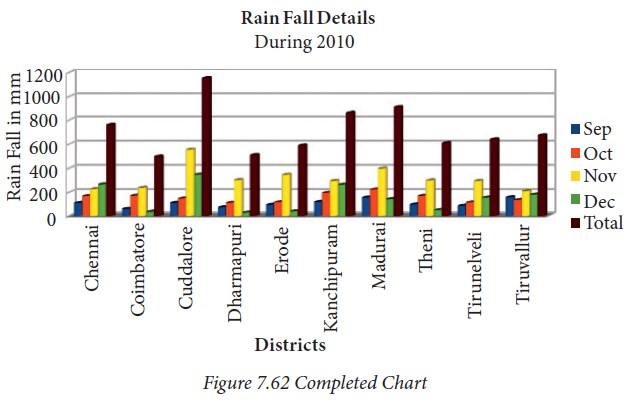 Rain Fall Details
During 2010
Rain Fall in mm
1200
1000
800
600
400
200
0
Chennai
Coimbatore
Cuddalore
Dharmapuri
Erode
Kanchipuram
Madurai
Theni
Tirunelveli
Tiruvallur
Sep
Oct
Nov
Dec
Total
Districts
Figure 7.62 Completed Chart